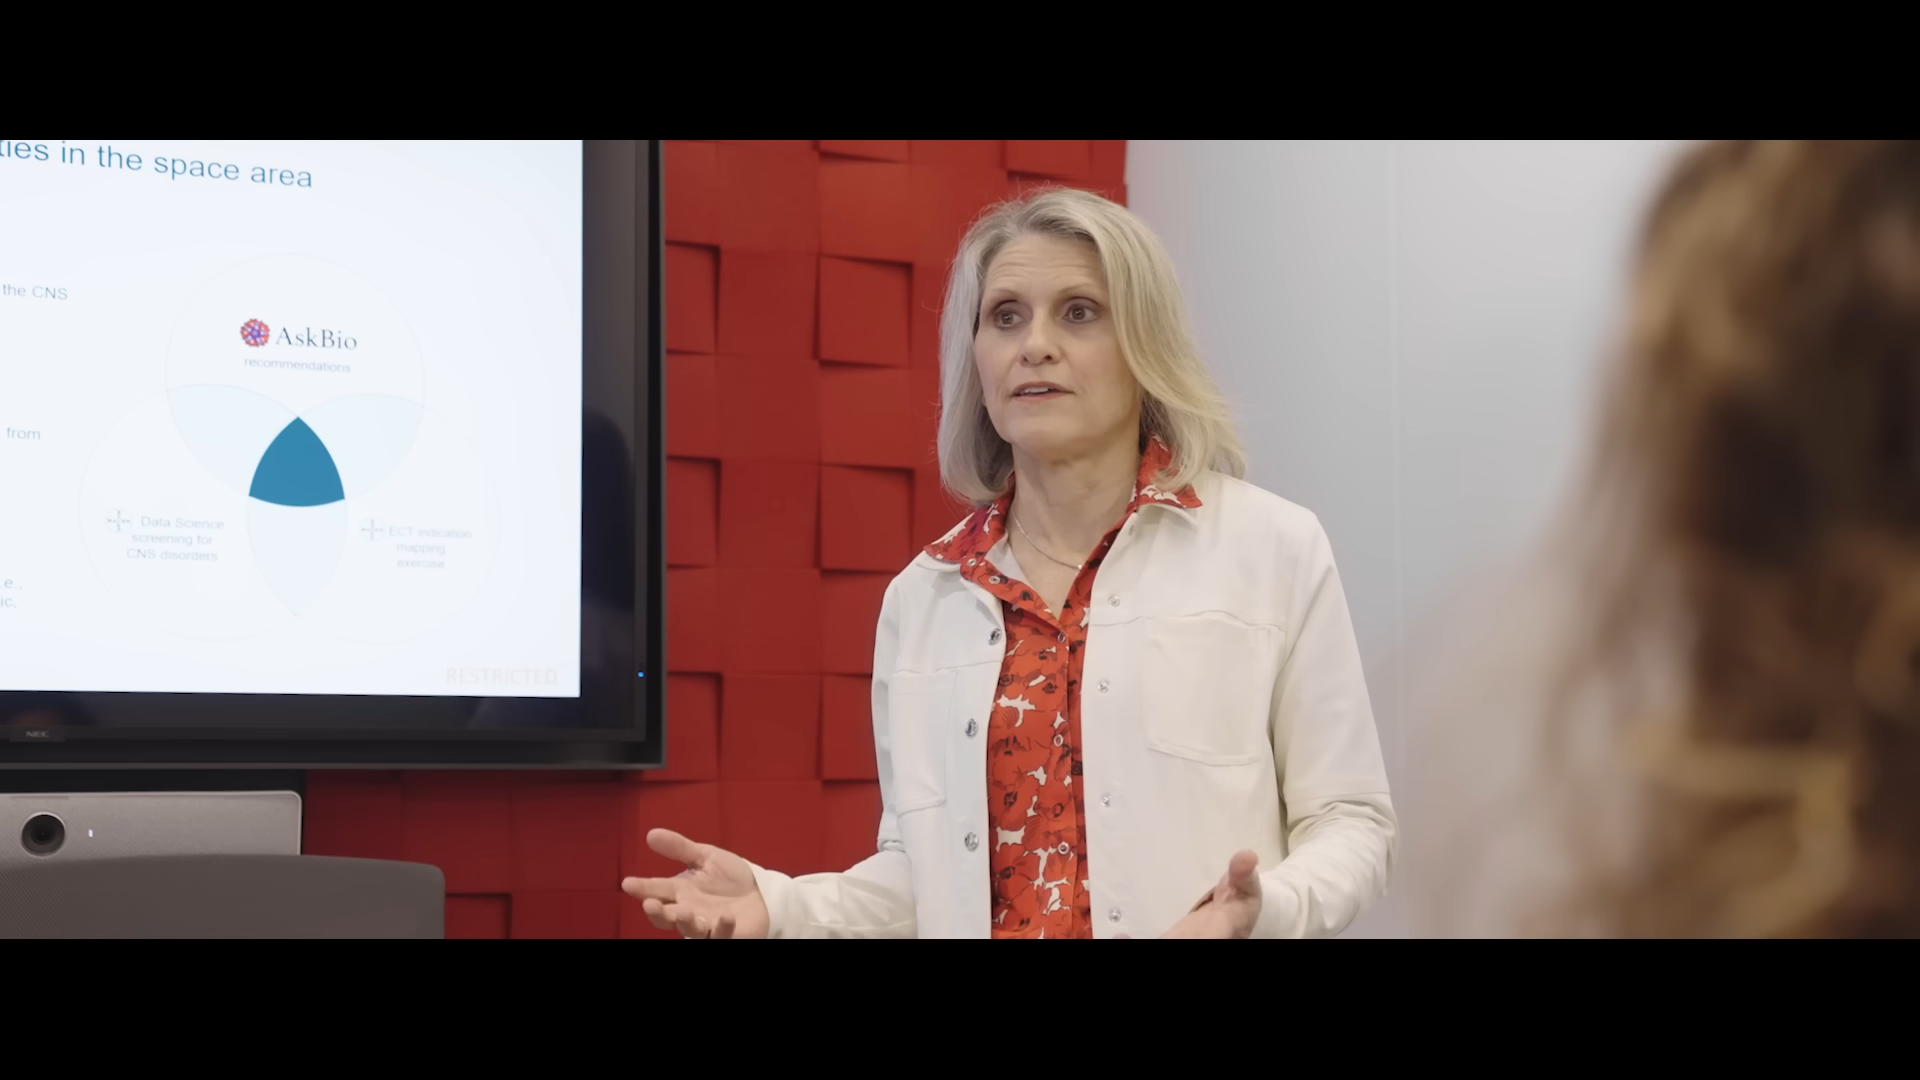 ties in the space area
the CNS
AskBio
recommendations
from
Data Science
screening for
CNS disorders
ECT indication
mapping
exercise
.e.,
ic,
RESTRICTED
NEC